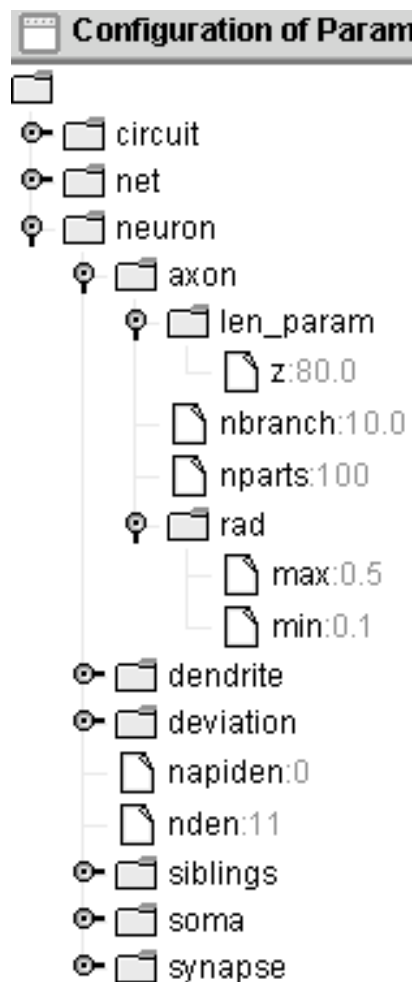 Configuration of Param
circuit
net
neuron
axon
len_param
z:80.0
nbranch:10.0
nparts:100
rad
max:0.5
min:0.1
dendrite
deviation
napiden:0
nden:11
siblings
soma
synapse